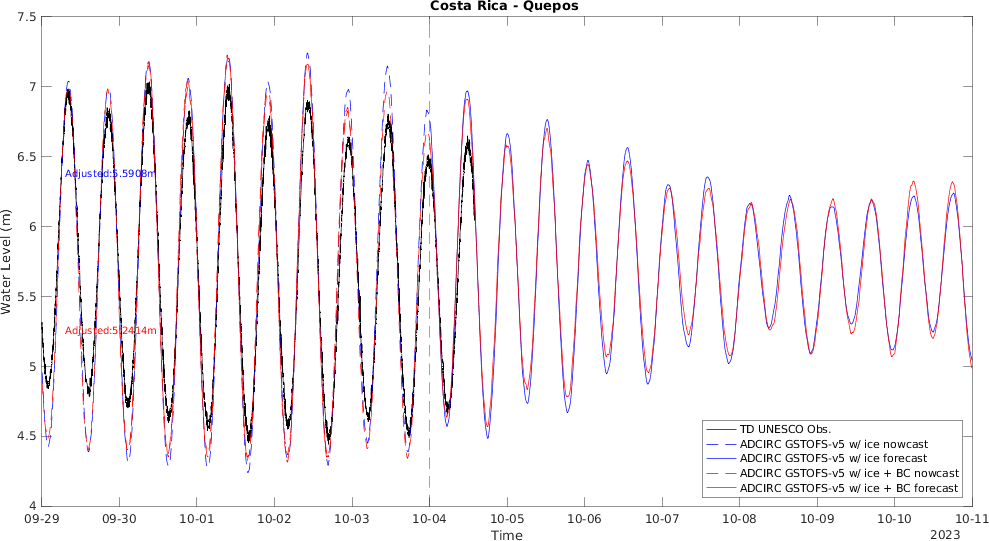 Costa Rica - Quepos
7.5
7
6.5
6
5.5
5
4.5
4
Water Level (m)
Adjusted:5.5908m
Adjusted:5.2414m
TD UNESCO Obs.
ADCIRC GSTOFS-v5 w/ ice nowcast
ADCIRC GSTOFS-v5 w/ ice forecast
ADCIRC GSTOFS-v5 w/ ice + BC nowcast
ADCIRC GSTOFS-v5 w/ ice + BC forecast
09-29 09-30 10-01 10-02 10-03 10-04 10-05 10-06 10-07 10-08 10-09 10-10 10-11
Time
2023